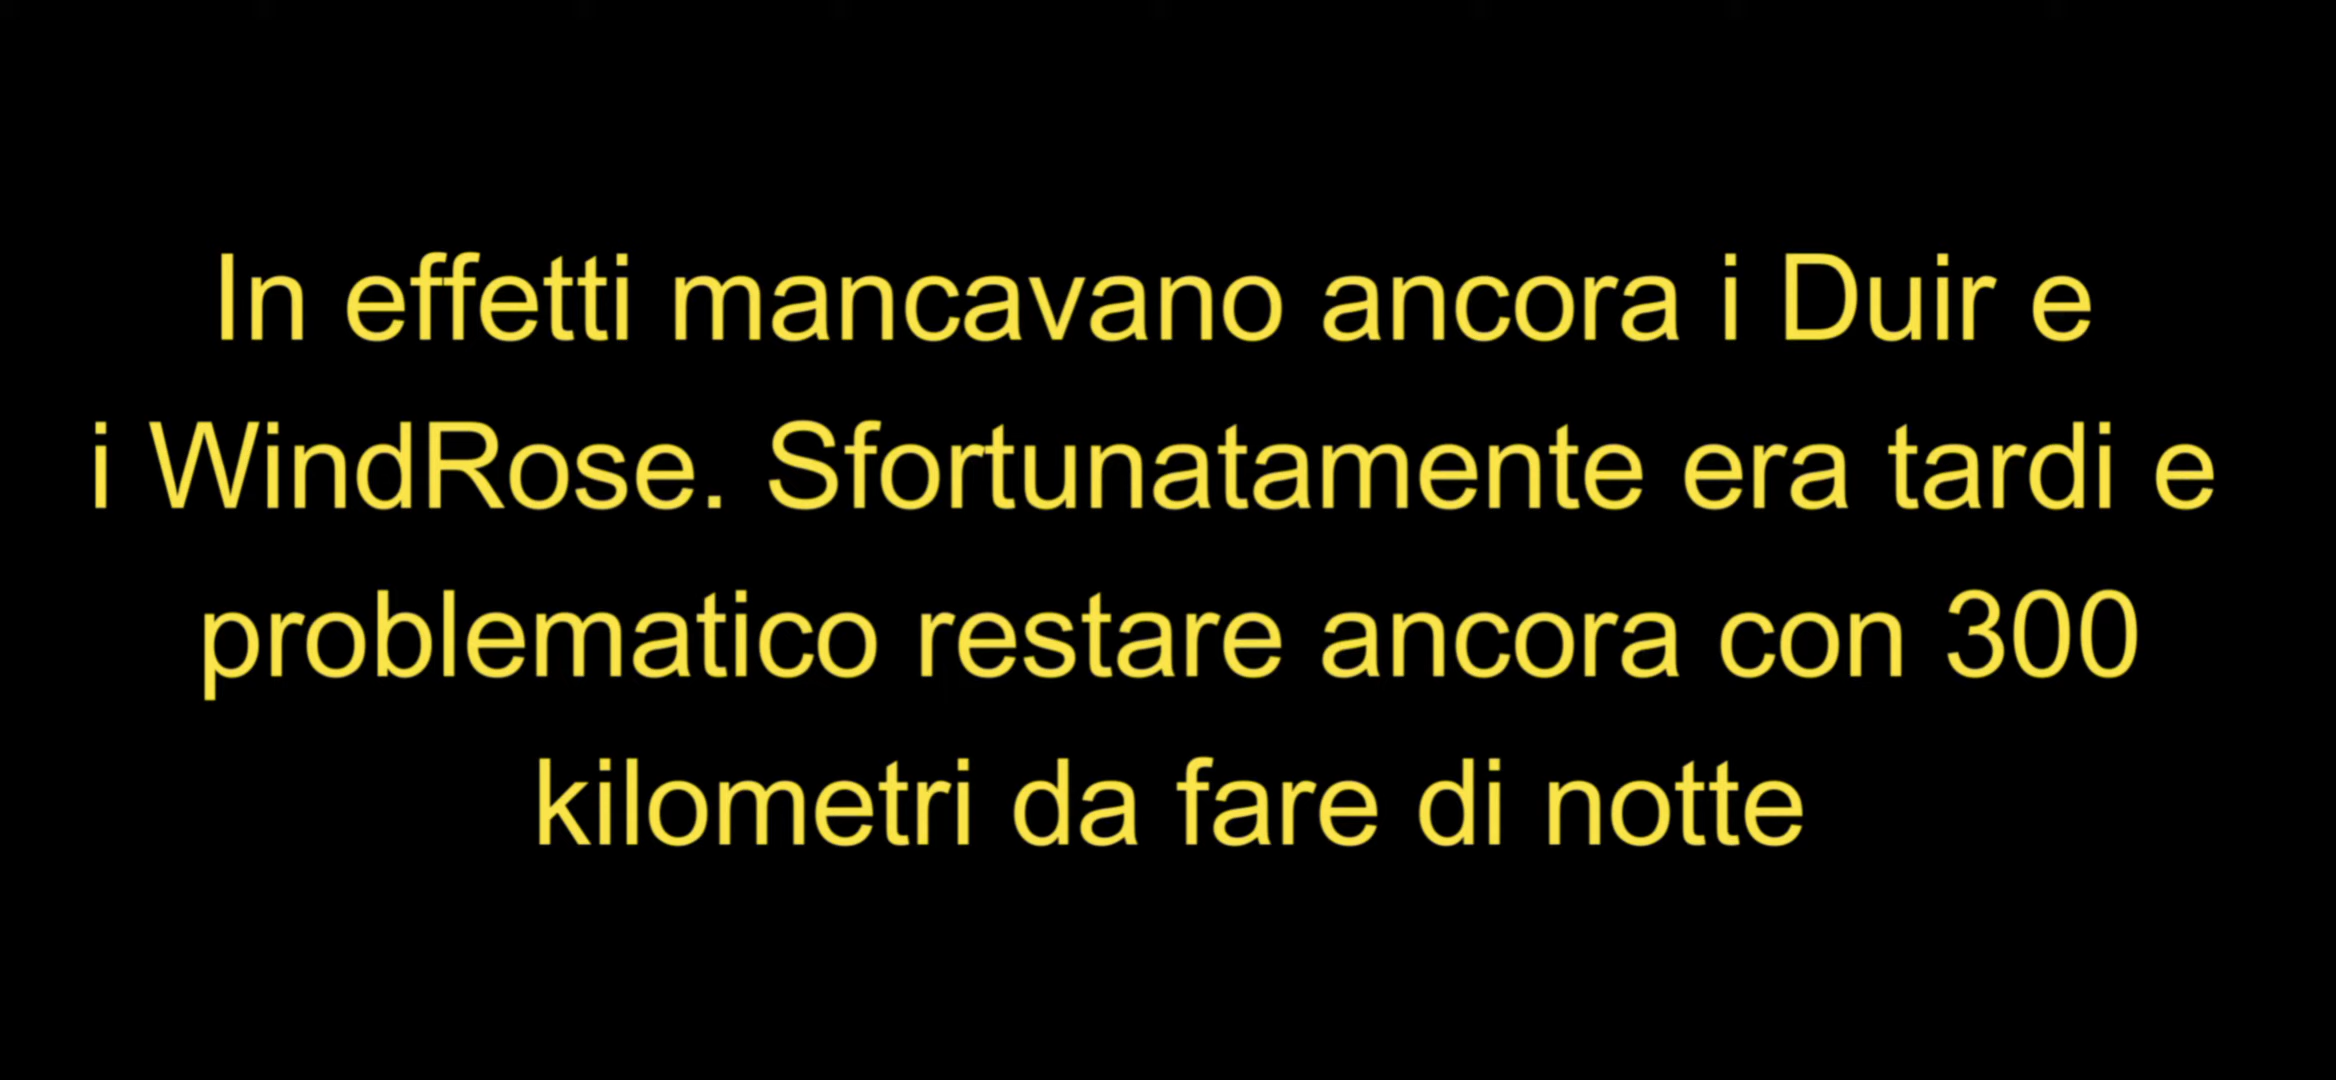 In effetti mancavano ancora i Duir e
i WindRose. Sfortunatamente era tardi e
problematico restare ancora con 300
kilometri da fare di notte